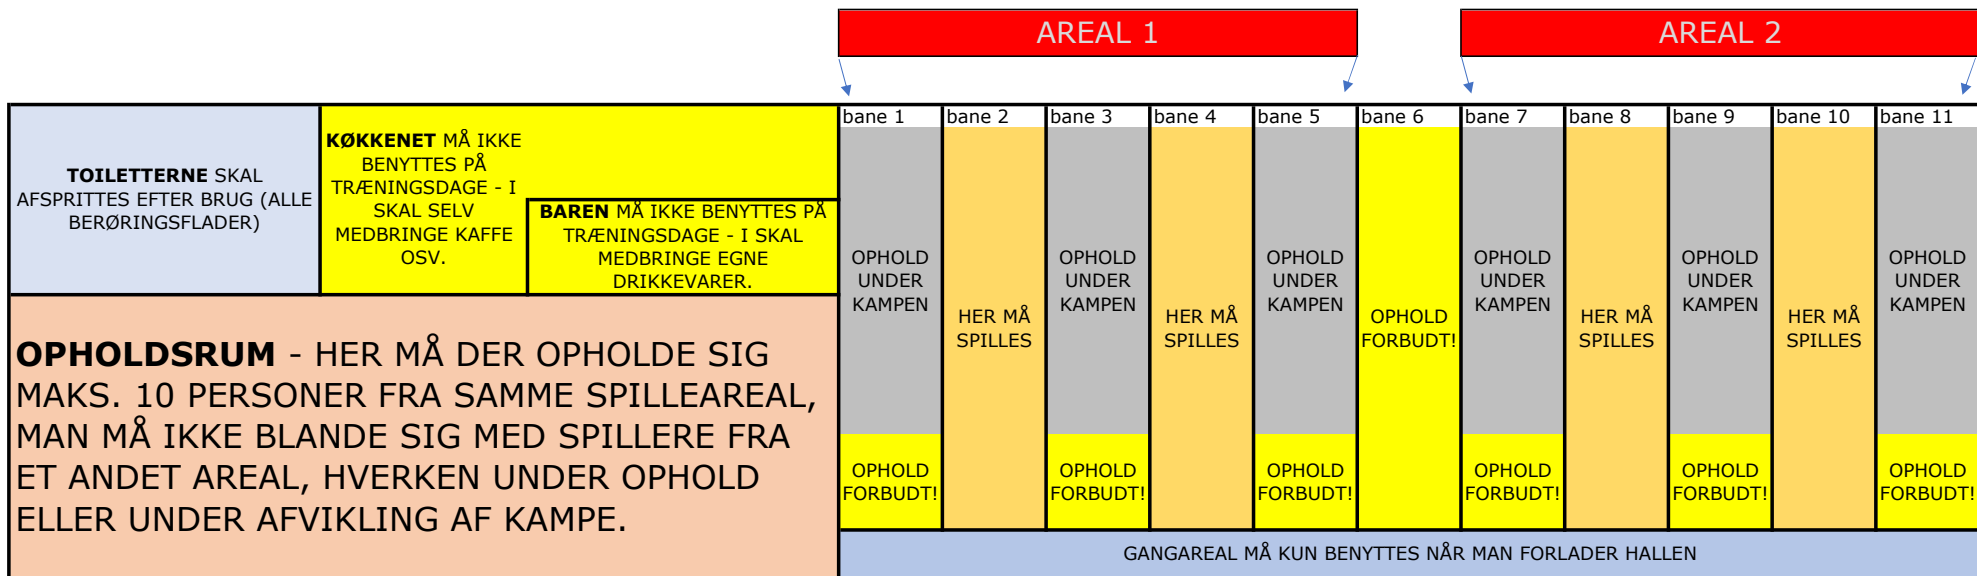 AREAL 1
AREAL 2
TOILETTERNE SKAL
AFSPRITTES EFTER BRUG (ALLE
BERØRINGSFLADER)
KØKKENET MÅ IKKE
BENYTTES PÅ
TRÆNINGSDAGE - I
SKAL SELV
MEDBRINGE KAFFE
OSV.
BAREN MÅ IKKE BENYTTES PÅ
TRÆNINGSDAGE - I SKAL
MEDBRINGE EGNE
DRIKKEVARER.
OPHOLDSRUM - HER MÅ DER OPHOLDE SIG
MAKS. 10 PERSONER FRA SAMME SPILLEAREAL,
MAN MÅ IKKE BLANDE SIG MED SPILLERE FRA
ET ANDET AREAL, HVERKEN UNDER OPHOLD
ELLER UNDER AFVIKLING AF KAMPE.
bane 1
OPHOLD
UNDER
KAMPEN
OPHOLD
FORBUDT!
bane 2
HER MÅ
SPILLES
bane 3
OPHOLD
UNDER
KAMPEN
OPHOLD
FORBUDT!
bane 4
HER MÅ
SPILLES
bane 5
OPHOLD
UNDER
KAMPEN
OPHOLD
FORBUDT!
bane 6
OPHOLD
FORBUDT!
bane 7
OPHOLD
UNDER
KAMPEN
OPHOLD
FORBUDT!
bane 8
HER MÅ
SPILLES
bane 9
OPHOLD
UNDER
KAMPEN
OPHOLD
FORBUDT!
bane 10
HER MÅ
SPILLES
bane 11
OPHOLD
UNDER
KAMPEN
OPHOLD
FORBUDT!
GANGAREAL MÅ KUN BENYTTES NÅR MAN FORLADER HALLEN